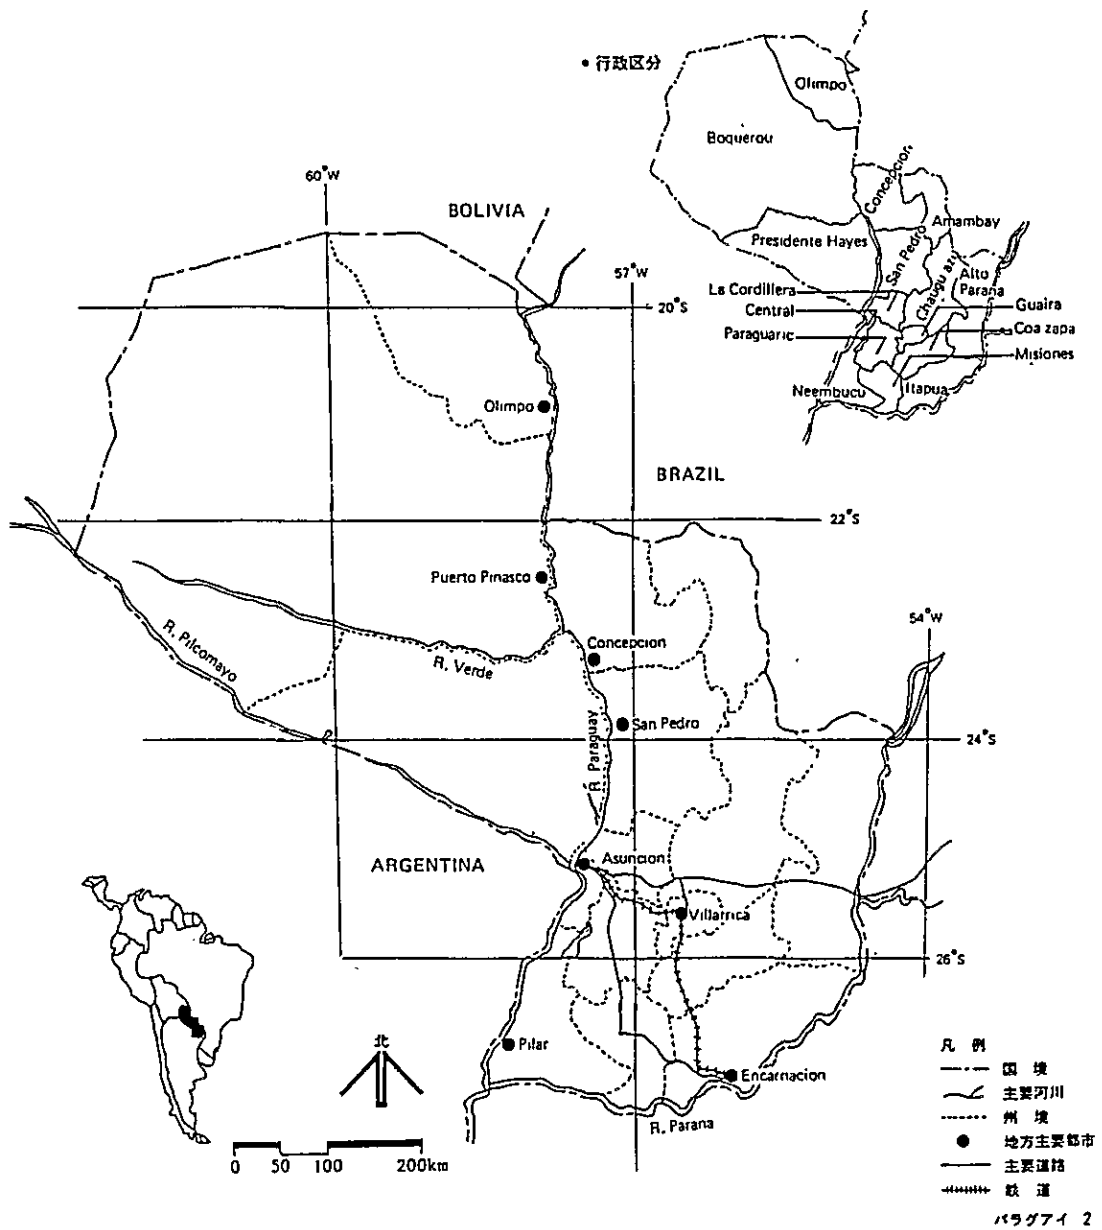 • 行政区分
Olimpo
Boquerou
Concepcion
Amambay
Presidente Hayes
San Pedro
Chaugu azu
Alto
Parana
La Cordillera
Central
Paraguaric
Guaira
Coa zapa
Misiones
Neembucu
Itapua
60°W
BOLIVIA
57°W
20°S
Olimpo
BRAZIL
22°S
Puerto Pinasco
54°W
R. Pilcomayo
R. Verde
Concepcion
San Pedro
R. Paraguay
24°S
ARGENTINA
Asuncion
Villarrica
26°S
北
Pilar
Encarnacion
R. Parana
0 50 100 200km
凡 例
国 境
主要河川
州 境
地方主要都市
主要道路
鉄 道
パラグアイ 2